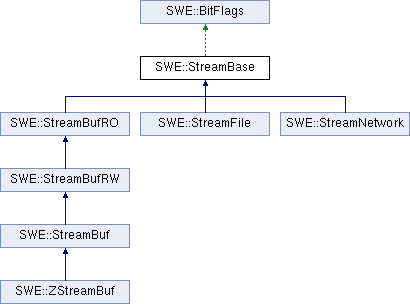 SWE::BitFlags
SWE::StreamBase
SWE::StreamBufRO
SWE::StreamFile
SWE::StreamNetwork
SWE::StreamBufRW
SWE::StreamBuf
SWE::ZStreamBuf